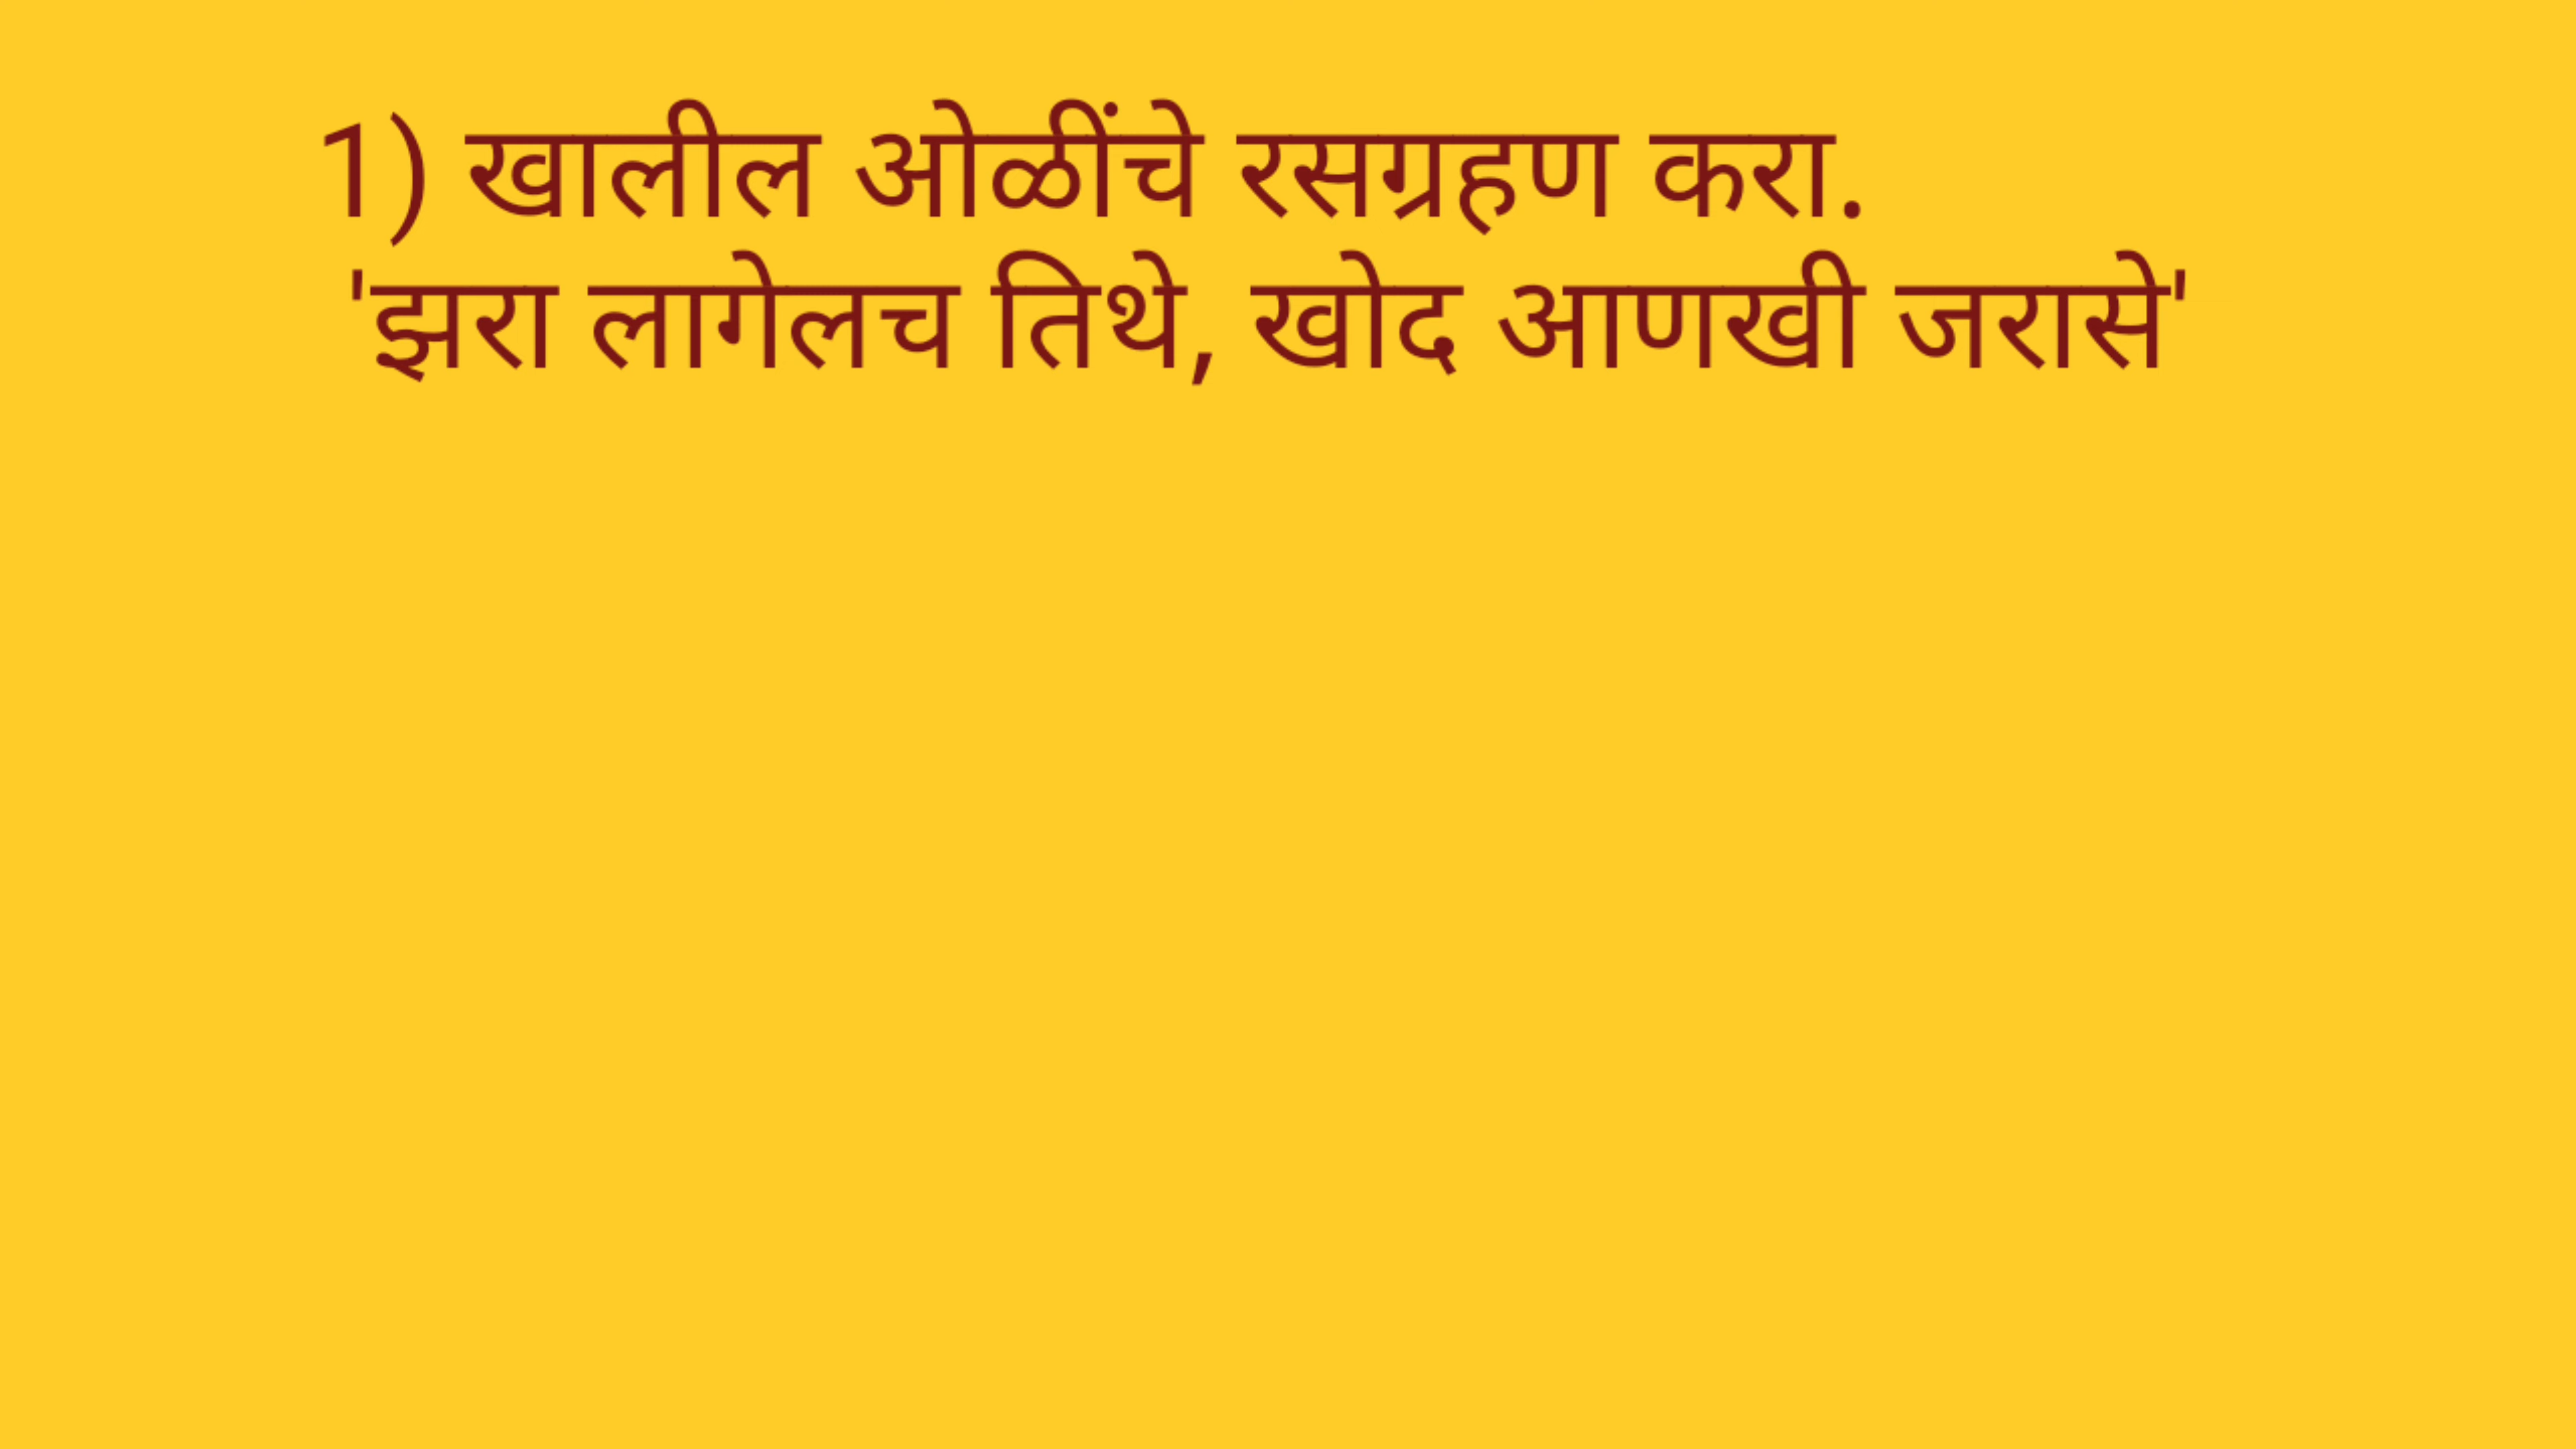 1) खालील ओळींचे रसग्रहण करा.
'झरा लागेलच तिथे, खोद आणखी जरासे'